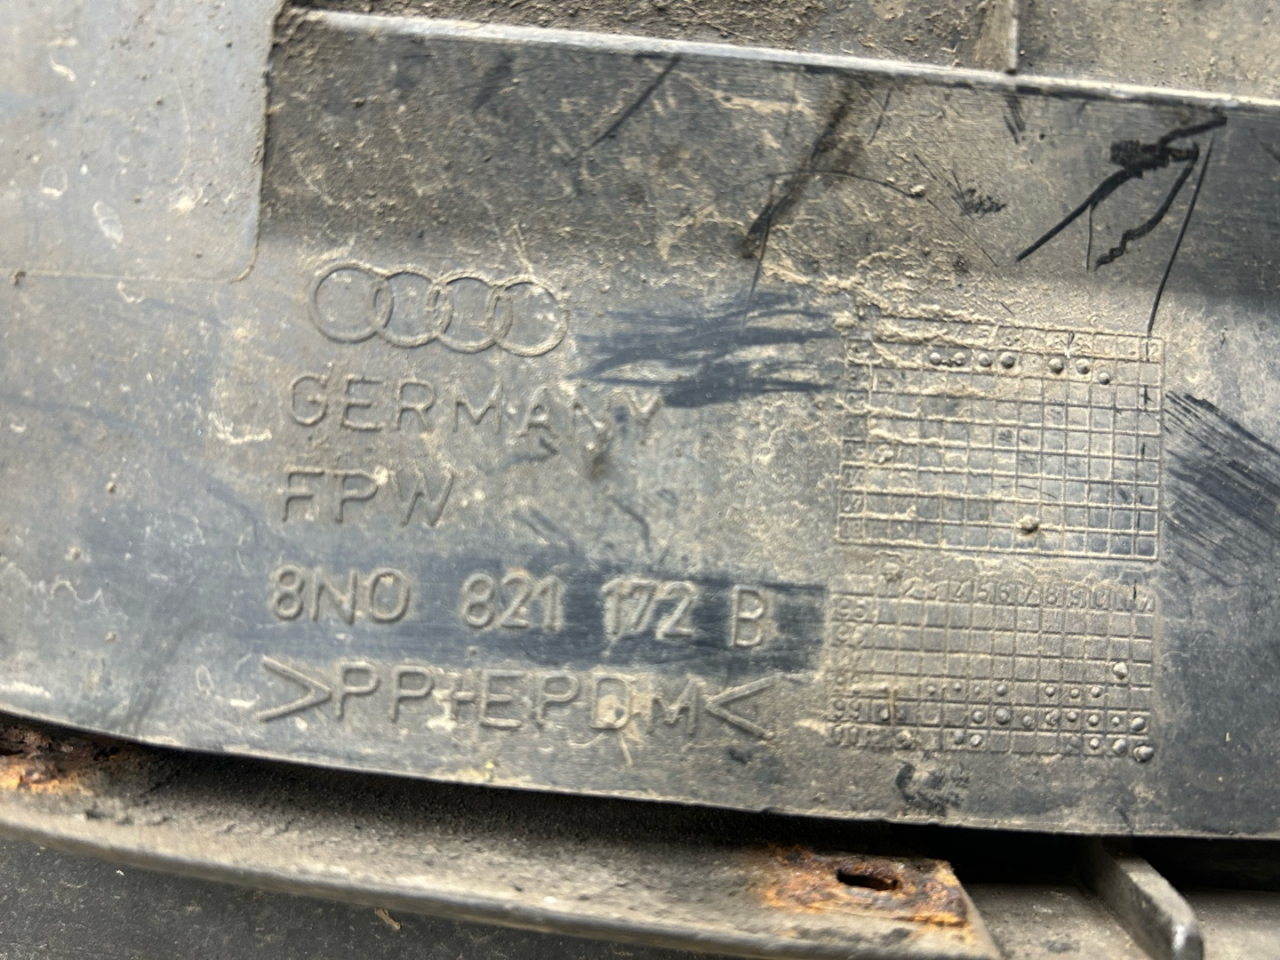 GERMANY
FPW
8N0 821 172 B
>PP+EPDM<